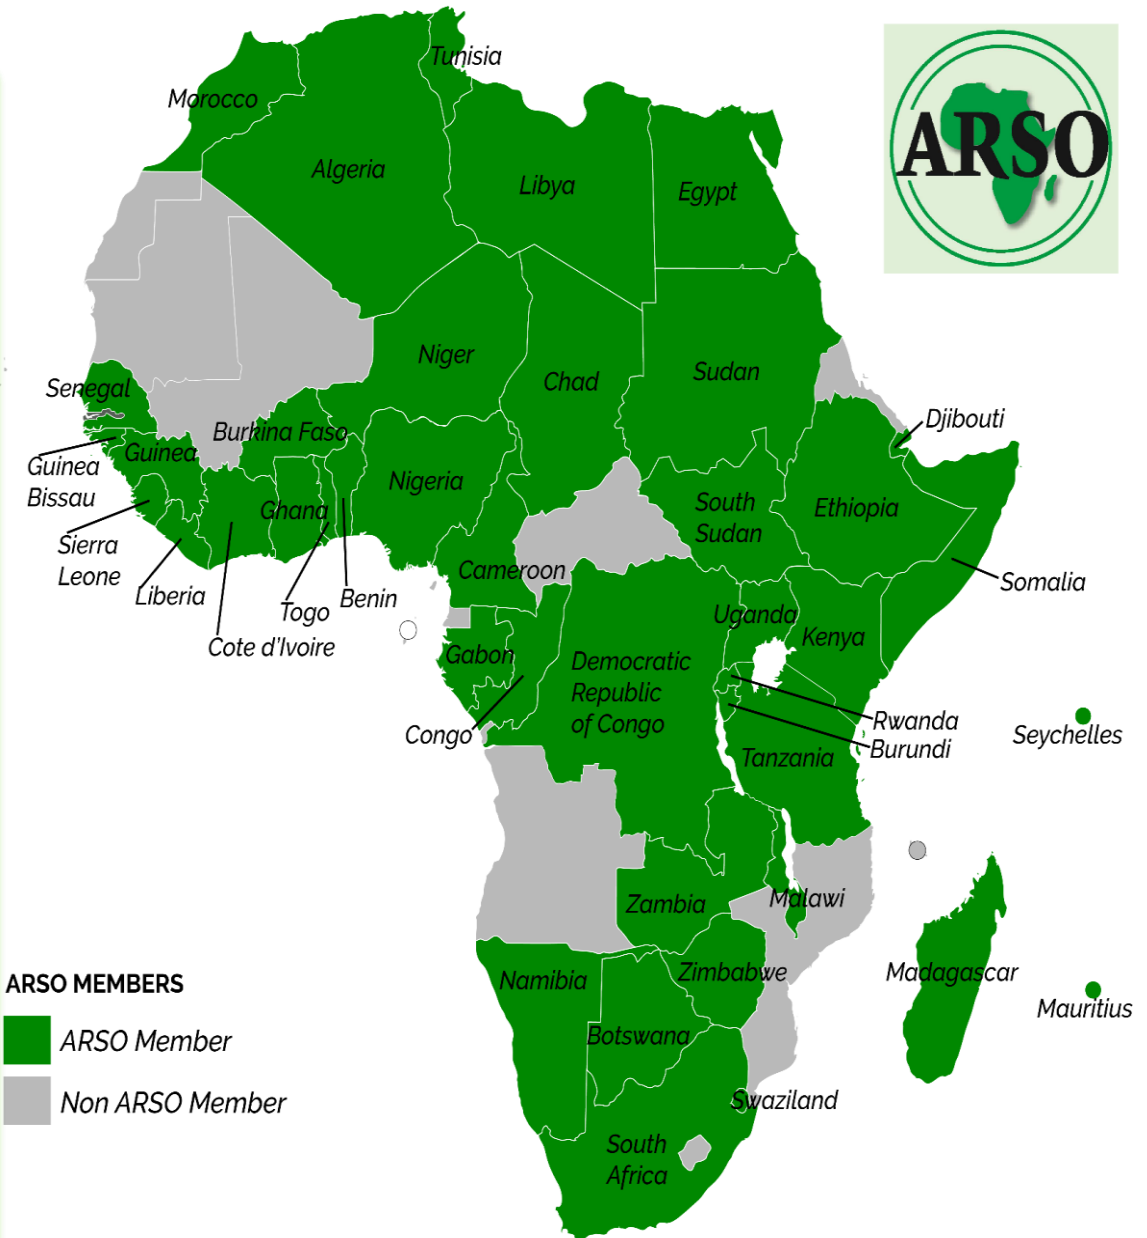 Tunisia
Morocco
ARSO
Algeria
Libya
Egypt
Niger
Chad
Sudan
Senegal
Djibouti
Burkina Faso
Guinea
Guinea
Bissau
Nigeria
Ghana
South
Sudan
Ethiopia
Sierra
Leone
Cameroon
Somalia
Liberia
Togo
Benin
Uganda
Kenya
Cote d'Ivoire
Gabon
Democratic
Republic
of Congo
Congo
Rwanda
Burundi
Seychelles
Tanzania
Zambia
Malawi
Namibia
Zimbabwe
Madagascar
Mauritius
Botswana
Swaziland
South
Africa
ARSO MEMBERS
ARSO Member
Non ARSO Member